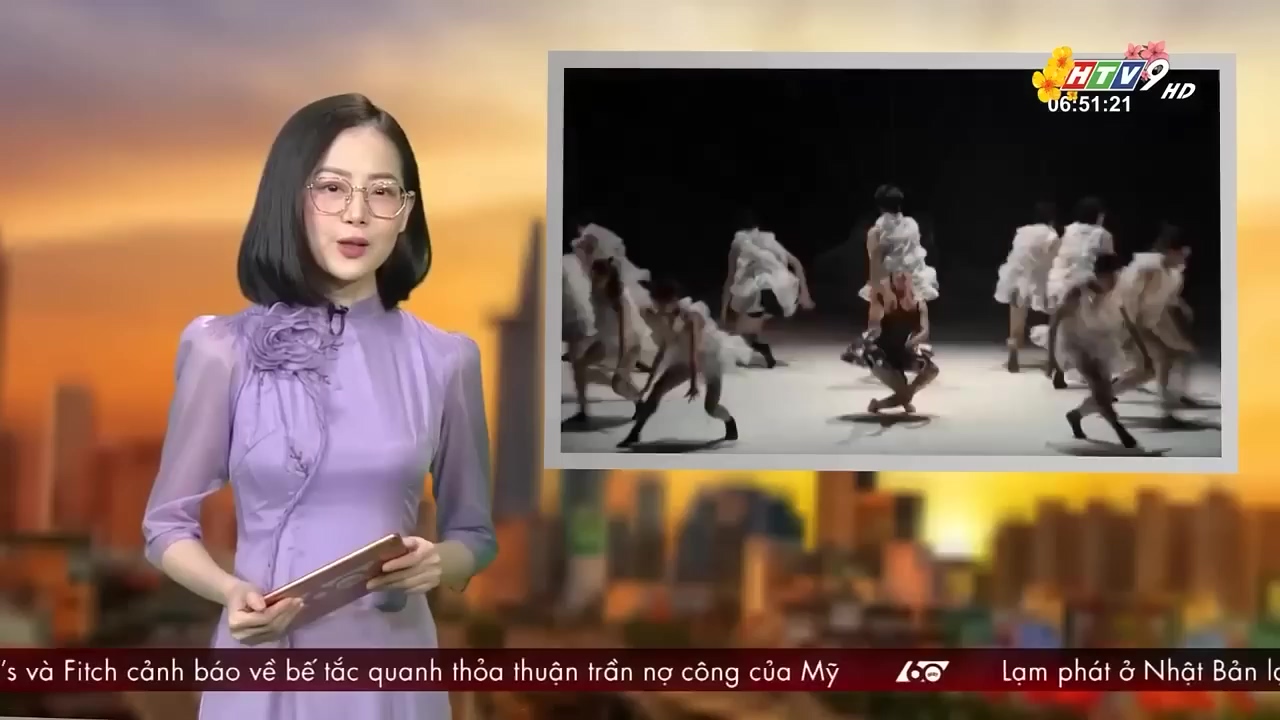 HTV9 HD
06:51:21
's và Fitch cảnh báo về bế tắc quanh thỏa thuận trần nợ công của Mỹ
60
Lạm phát ở Nhật Bản